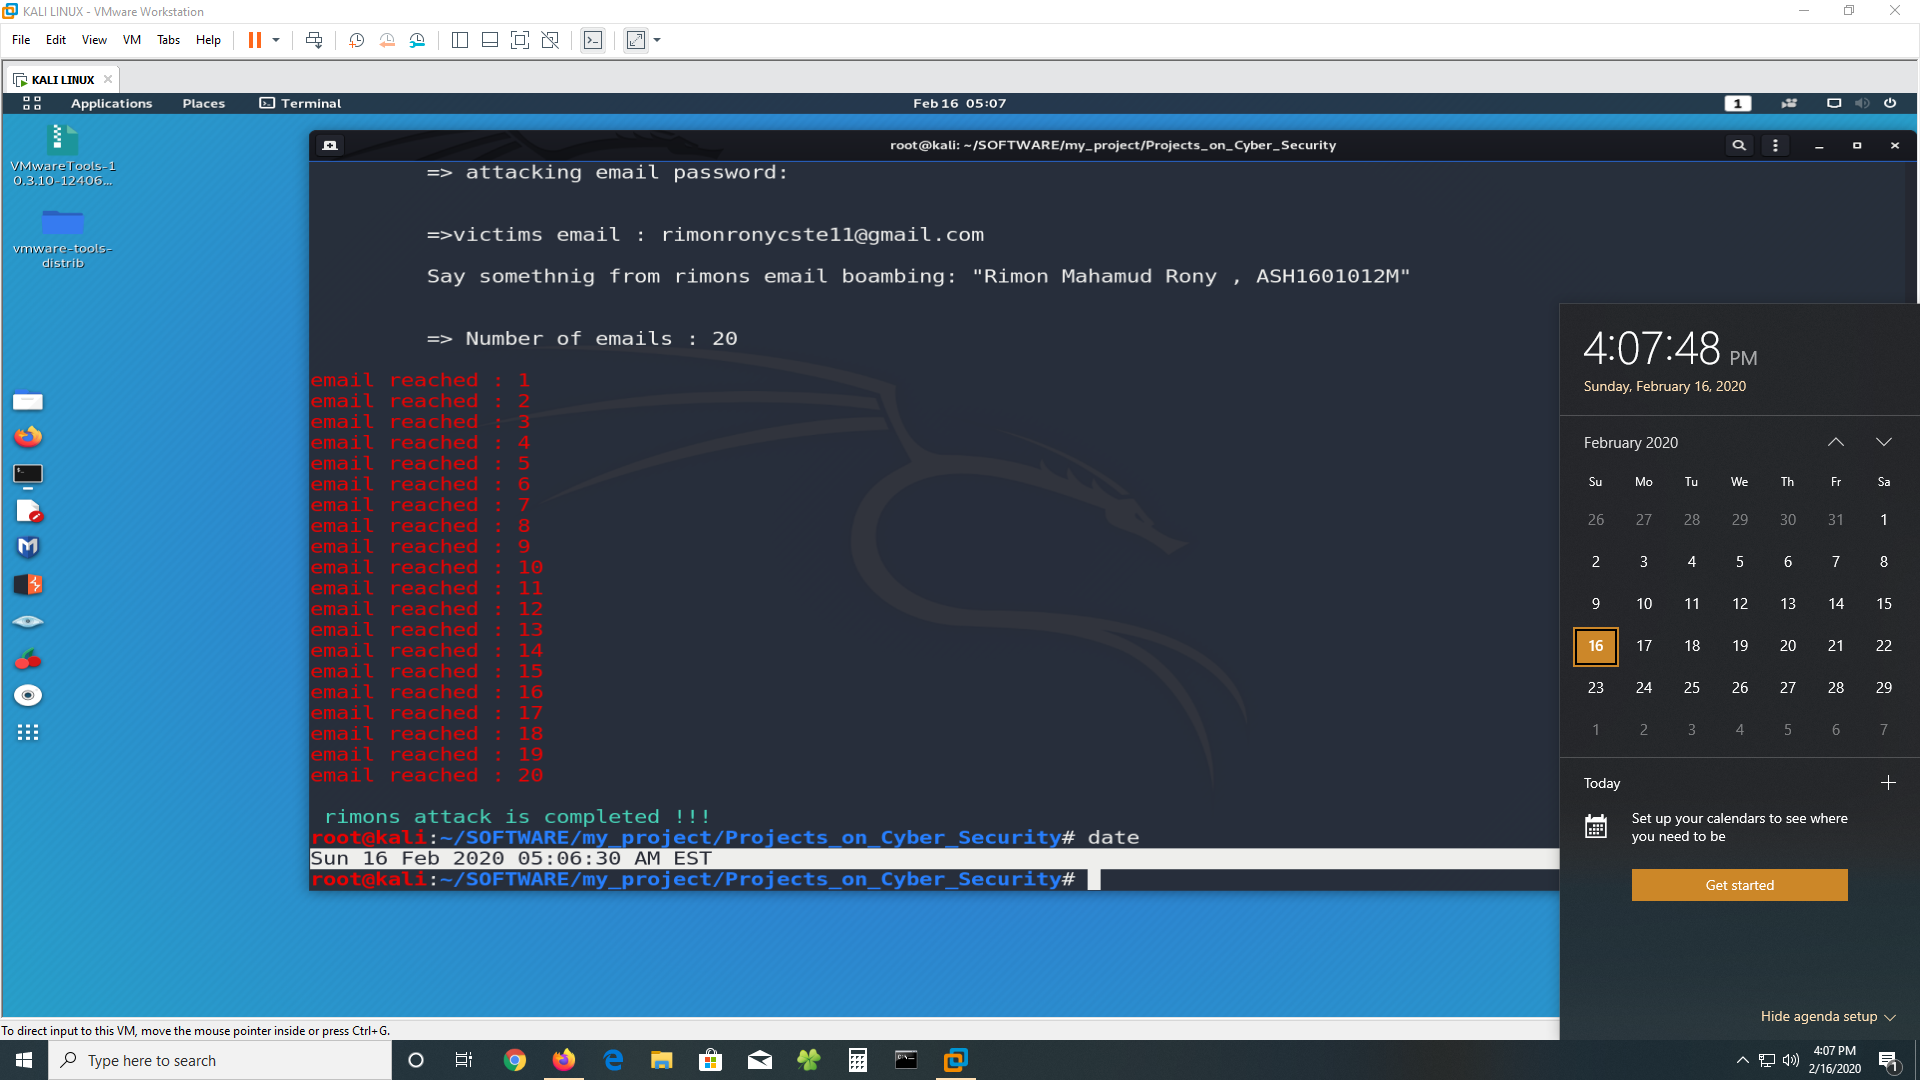 KALI LINUX - VMware Workstation
File Edit View VM Tabs Help
KALI LINUX
Applications Places Terminal Feb 16 05:07 1
VMwareTools-1
0.3.10-12406...
vmware-tools-
distrib
root@kali: ~/SOFTWARE/my_project/Projects_on_Cyber_Security
=> attacking email password:
=>victims email : rimonronycste11@gmail.com
Say somethnig from rimons email boambing: "Rimon Mahamud Rony , ASH1601012M"
=> Number of emails : 20
email reached : 1
email reached : 2
email reached : 3
email reached : 4
email reached : 5
email reached : 6
email reached : 7
email reached : 8
email reached : 9
email reached : 10
email reached : 11
email reached : 12
email reached : 13
email reached : 14
email reached : 15
email reached : 16
email reached : 17
email reached : 18
email reached : 19
email reached : 20
rimons attack is completed !!!
root@kali:~/SOFTWARE/my_project/Projects_on_Cyber_Security# date
Sun 16 Feb 2020 05:06:30 AM EST
root@kali:~/SOFTWARE/my_project/Projects_on_Cyber_Security#
4:07:48 PM
Sunday, February 16, 2020
February 2020
Su Mo Tu We Th Fr Sa
26 27 28 29 30 31 1
2 3 4 5 6 7 8
9 10 11 12 13 14 15
16 17 18 19 20 21 22
23 24 25 26 27 28 29
1 2 3 4 5 6 7
Today
Set up your calendars to see where
you need to be
Get started
Hide agenda setup
To direct input to this VM, move the mouse pointer inside or press Ctrl+G.
Type here to search
4:07 PM
2/16/2020
1